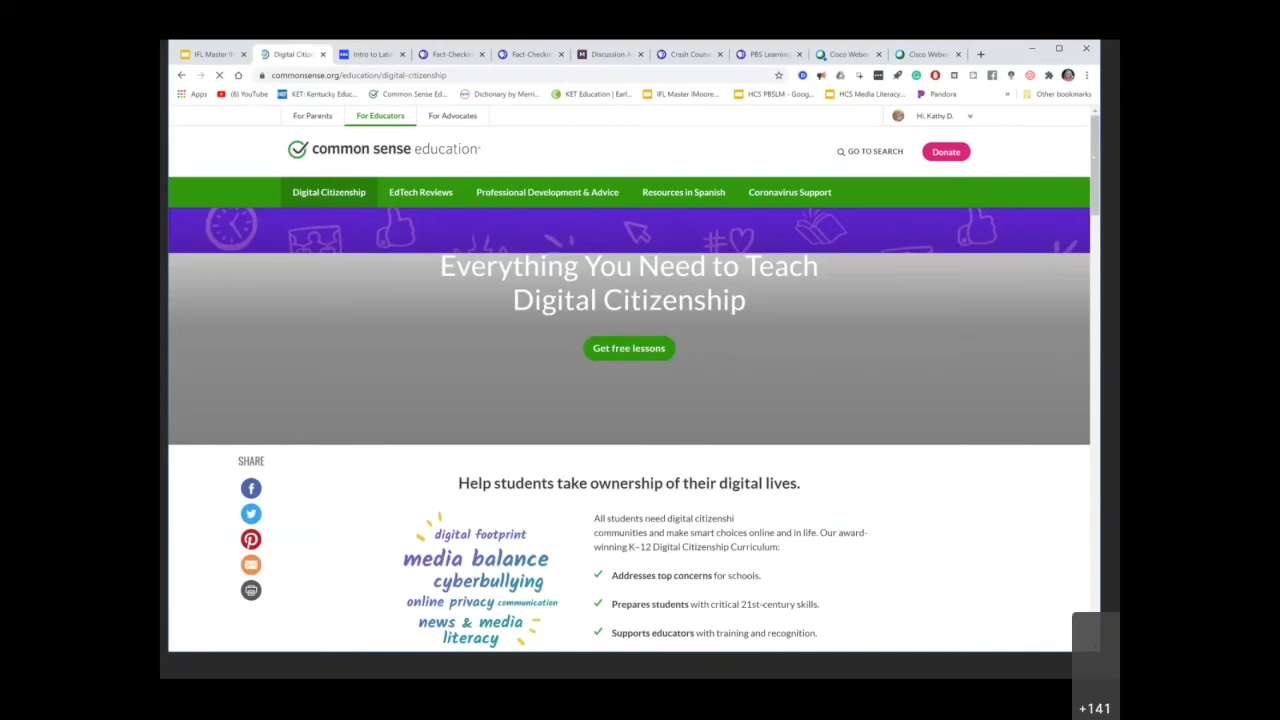 IFL Master I
Digital Citiz
Intro to Late
Fact-Checkin
Fact-Checkin
Discussion A
Crash Course
PBS Learning
Cisco Webex
Cisco Webex
commonsense.org/education/digital-citizenship
Apps
(6) YouTube
KET: Kentucky Educ...
Common Sense Ed...
Dictionary by Merri...
KET Education | Earl...
IFL Master IMoore...
HCS PBSLM - Goog...
HCS Media Literacy...
Pandora
»
Other bookmarks
For Parents
For Educators
For Advocates
Hi, Kathy D.
common sense education
GO TO SEARCH
Donate
Digital Citizenship
EdTech Reviews
Professional Development & Advice
Resources in Spanish
Coronavirus Support
Everything You Need to Teach
Digital Citizenship
Get free lessons
SHARE
Help students take ownership of their digital lives.
digital footprint
media balance
cyberbullying
online privacy communication
news & media
literacy
All students need digital citizenshi
communities and make smart choices online and in life. Our award-
winning K–12 Digital Citizenship Curriculum:
Addresses top concerns for schools.
Prepares students with critical 21st-century skills.
Supports educators with training and recognition.
+141